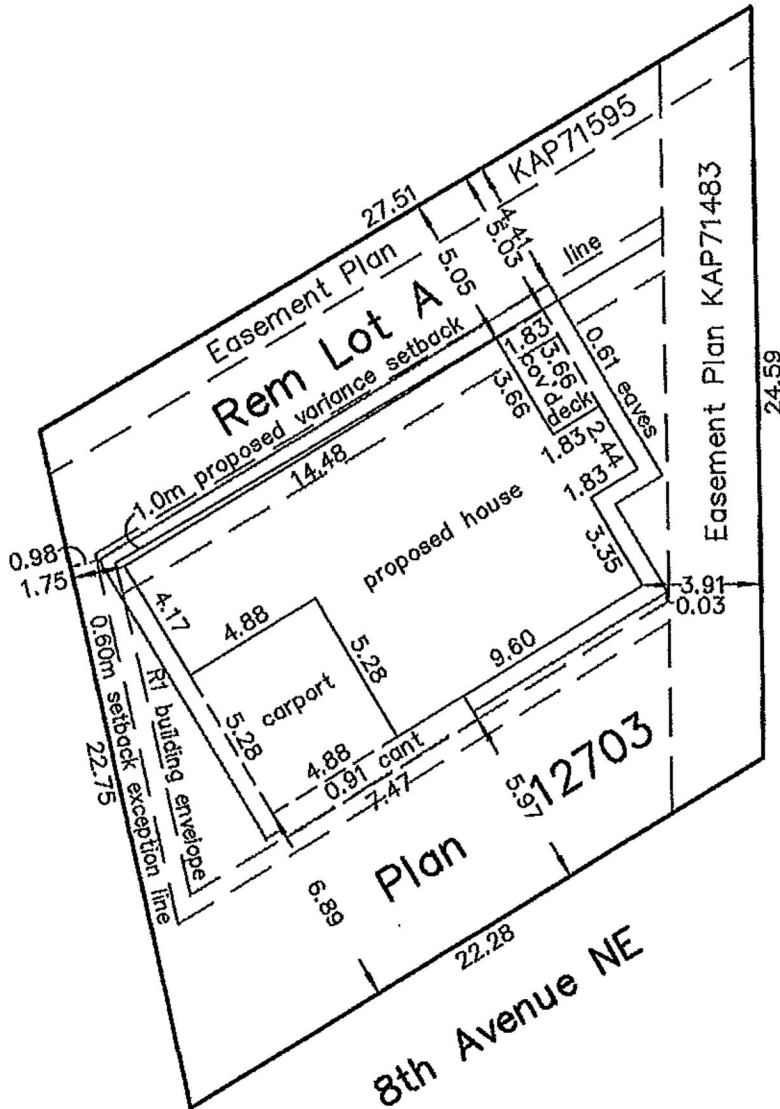 KAP71595
Easement Plan
27.51
Rem Lot A
4.41
5.03
5.05
line
1.0m proposed variance setback
14.48
Easement Plan KAP71483
24.59
1.83
3.66
cov'd
deck
3.66
0.61 eaves
1.83
2.44
1.83
3.35
proposed house
0.98
1.75
4.17
4.88
5.28
carport
5.28
4.88
0.91 cant
7.47
9.60
3.91
0.03
R1 building envelope
0.60m setback exception line
22.75
5.97
6.89
Plan 12703
22.28
8th Avenue NE